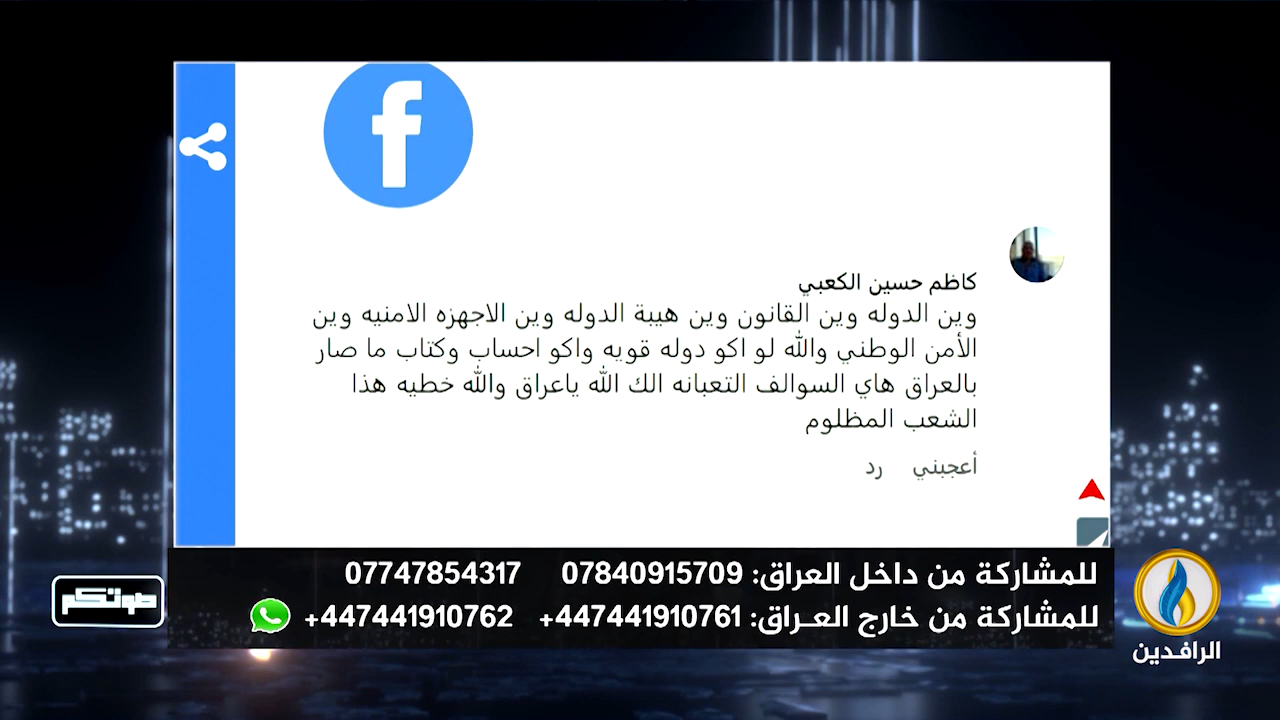 كاظم حسين الكعبي
وين الدوله وين القانون وين هيبة الدوله وين الاجهزه الامنيه وين
الأمن الوطني والله لو اكو دوله قويه واكو احساب وكتاب ما صار
بالعراق هاي السوالف التعبانه الك الله ياعراق والله خطيه هذا
الشعب المظلوم
أعجبني رد
للمشاركة من داخل العراق: 07840915709 07747854317
للمشاركة من خارج العـراق: 447441910761+ 447441910762+
صوتكم
الرافدين